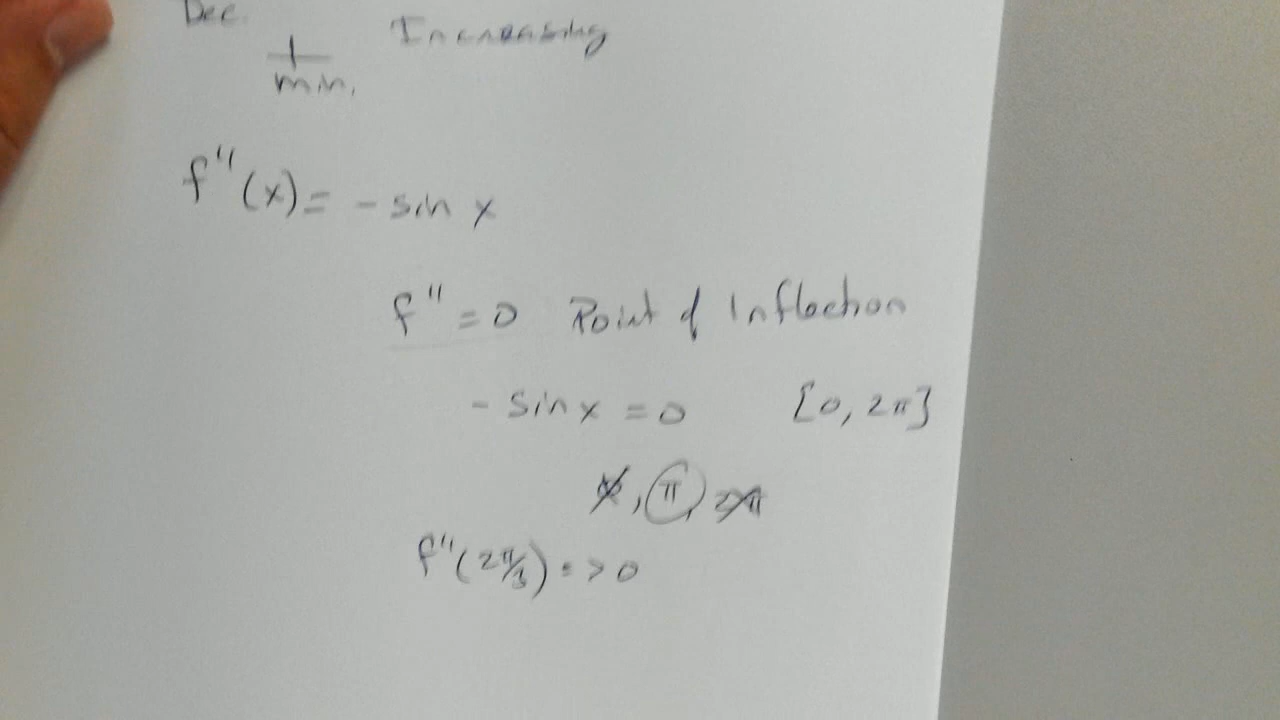 Dec. Increasing
min.
f"(x) = - sin x
f" = 0 Point of Inflection
- sin x = 0 [0, 2π]
0, π, 2π
f"(2π/3) = > 0